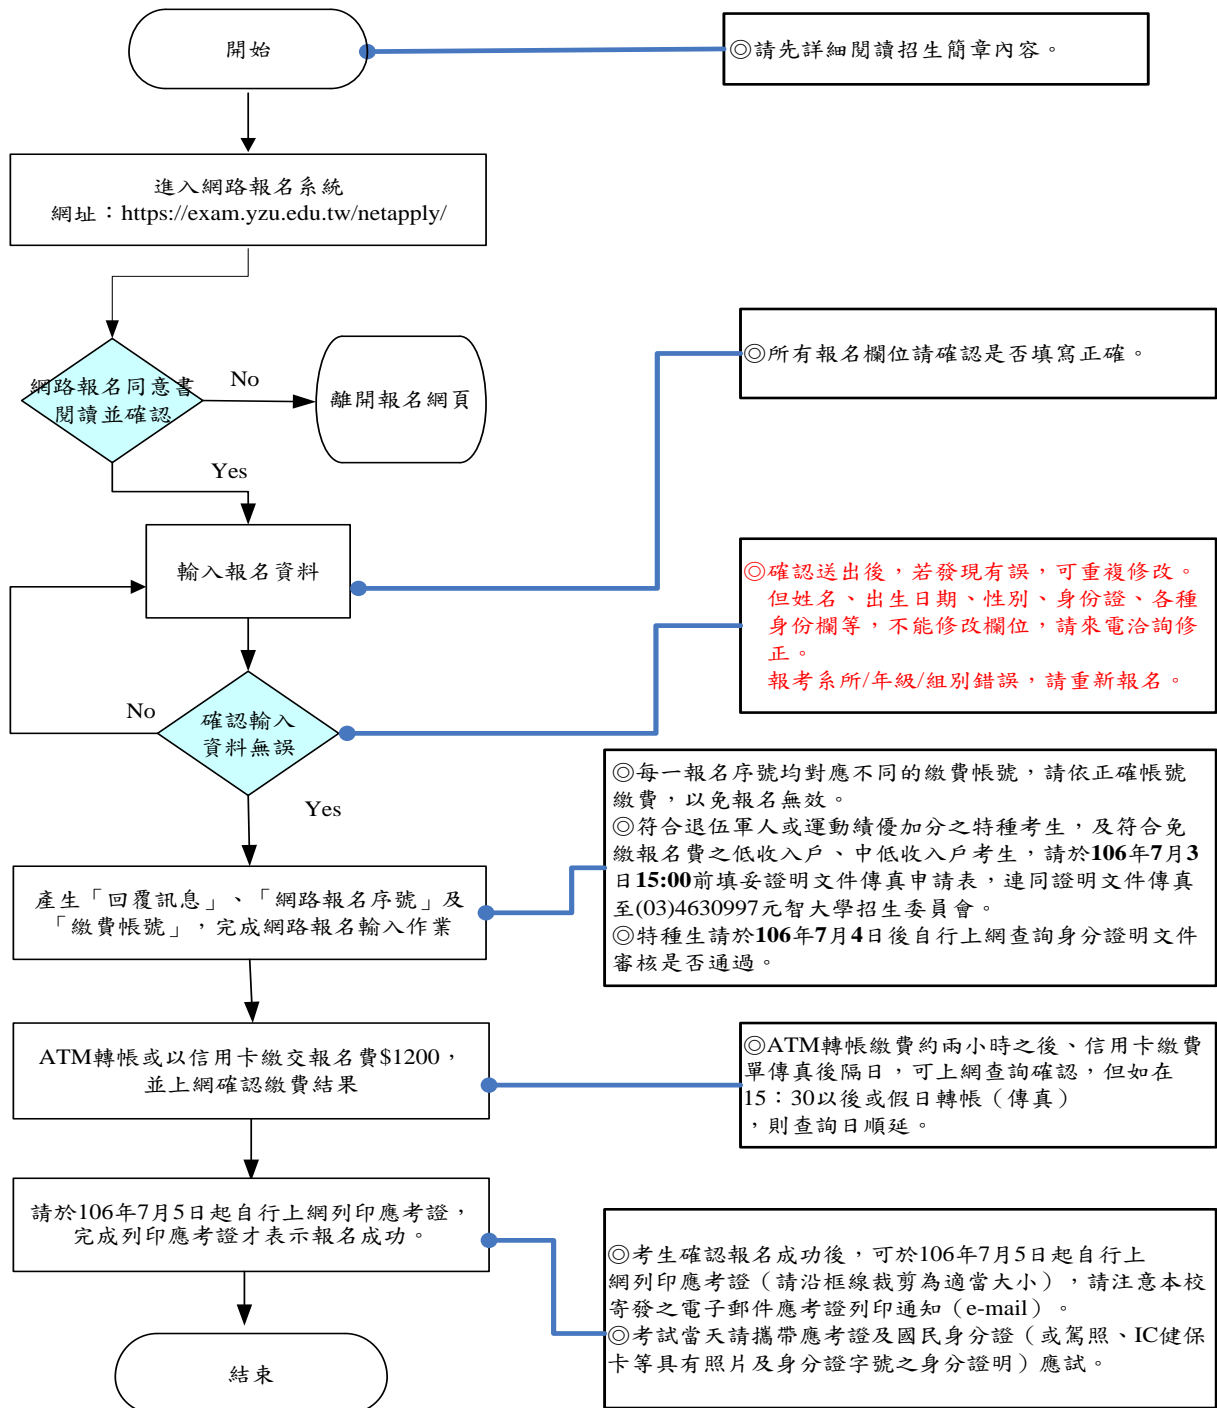 開始
◎請先詳細閱讀招生簡章內容。
進入網路報名系統
網址：https://exam.yzu.edu.tw/netapply/
◎所有報名欄位請確認是否填寫正確。
網路報名同意書
閱讀並確認
No
離開報名網頁
Yes
輸入報名資料
◎確認送出後，若發現有誤，可重複修改。
但姓名、出生日期、性別、身份證、各種
身份欄等，不能修改欄位，請來電洽詢修
正。
報考系所/年級/組別錯誤，請重新報名。
No
確認輸入
資料無誤
Yes
◎每一報名序號均對應不同的繳費帳號，請依正確帳號
繳費，以免報名無效。
◎符合退伍軍人或運動績優加分之特種考生，及符合免
繳報名費之低收入戶、中低收入戶考生，請於106年7月3
日15:00前填妥證明文件傳真申請表，連同證明文件傳真
至(03)4630997元智大學招生委員會。
◎特種生請於106年7月4日後自行上網查詢身分證明文件
審核是否通過。
產生「回覆訊息」、「網路報名序號」及
「繳費帳號」，完成網路報名輸入作業
ATM轉帳或以信用卡繳交報名費$1200，
並上網確認繳費結果
◎ATM轉帳繳費約兩小時之後、信用卡繳費
單傳真後隔日，可上網查詢確認，但如在
15：30以後或假日轉帳（傳真）
，則查詢日順延。
請於106年7月5日起自行上網列印應考證，
完成列印應考證才表示報名成功。
◎考生確認報名成功後，可於106年7月5日起自行上
網列印應考證（請沿框線裁剪為適當大小），請注意本校
寄發之電子郵件應考證列印通知（e-mail）。
◎考試當天請攜帶應考證及國民身分證（或駕照、IC健保
卡等具有照片及身分證字號之身分證明）應試。
結束